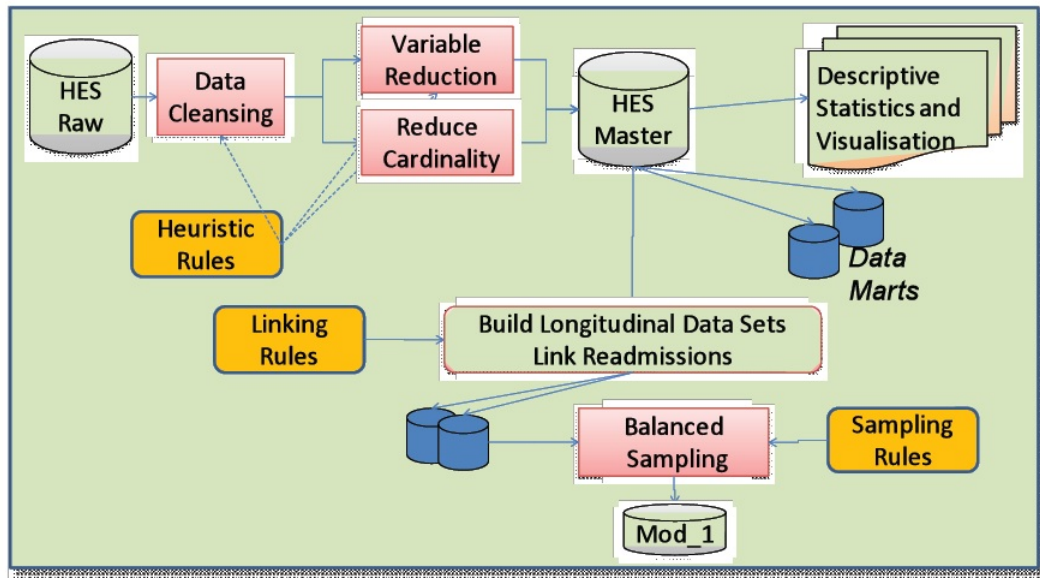 HES
Raw
Data
Cleansing
Variable
Reduction
Reduce
Cardinality
HES
Master
Descriptive
Statistics and
Visualisation
Heuristic
Rules
Data
Marts
Linking
Rules
Build Longitudinal Data Sets
Link Readmissions
Balanced
Sampling
Sampling
Rules
Mod_1